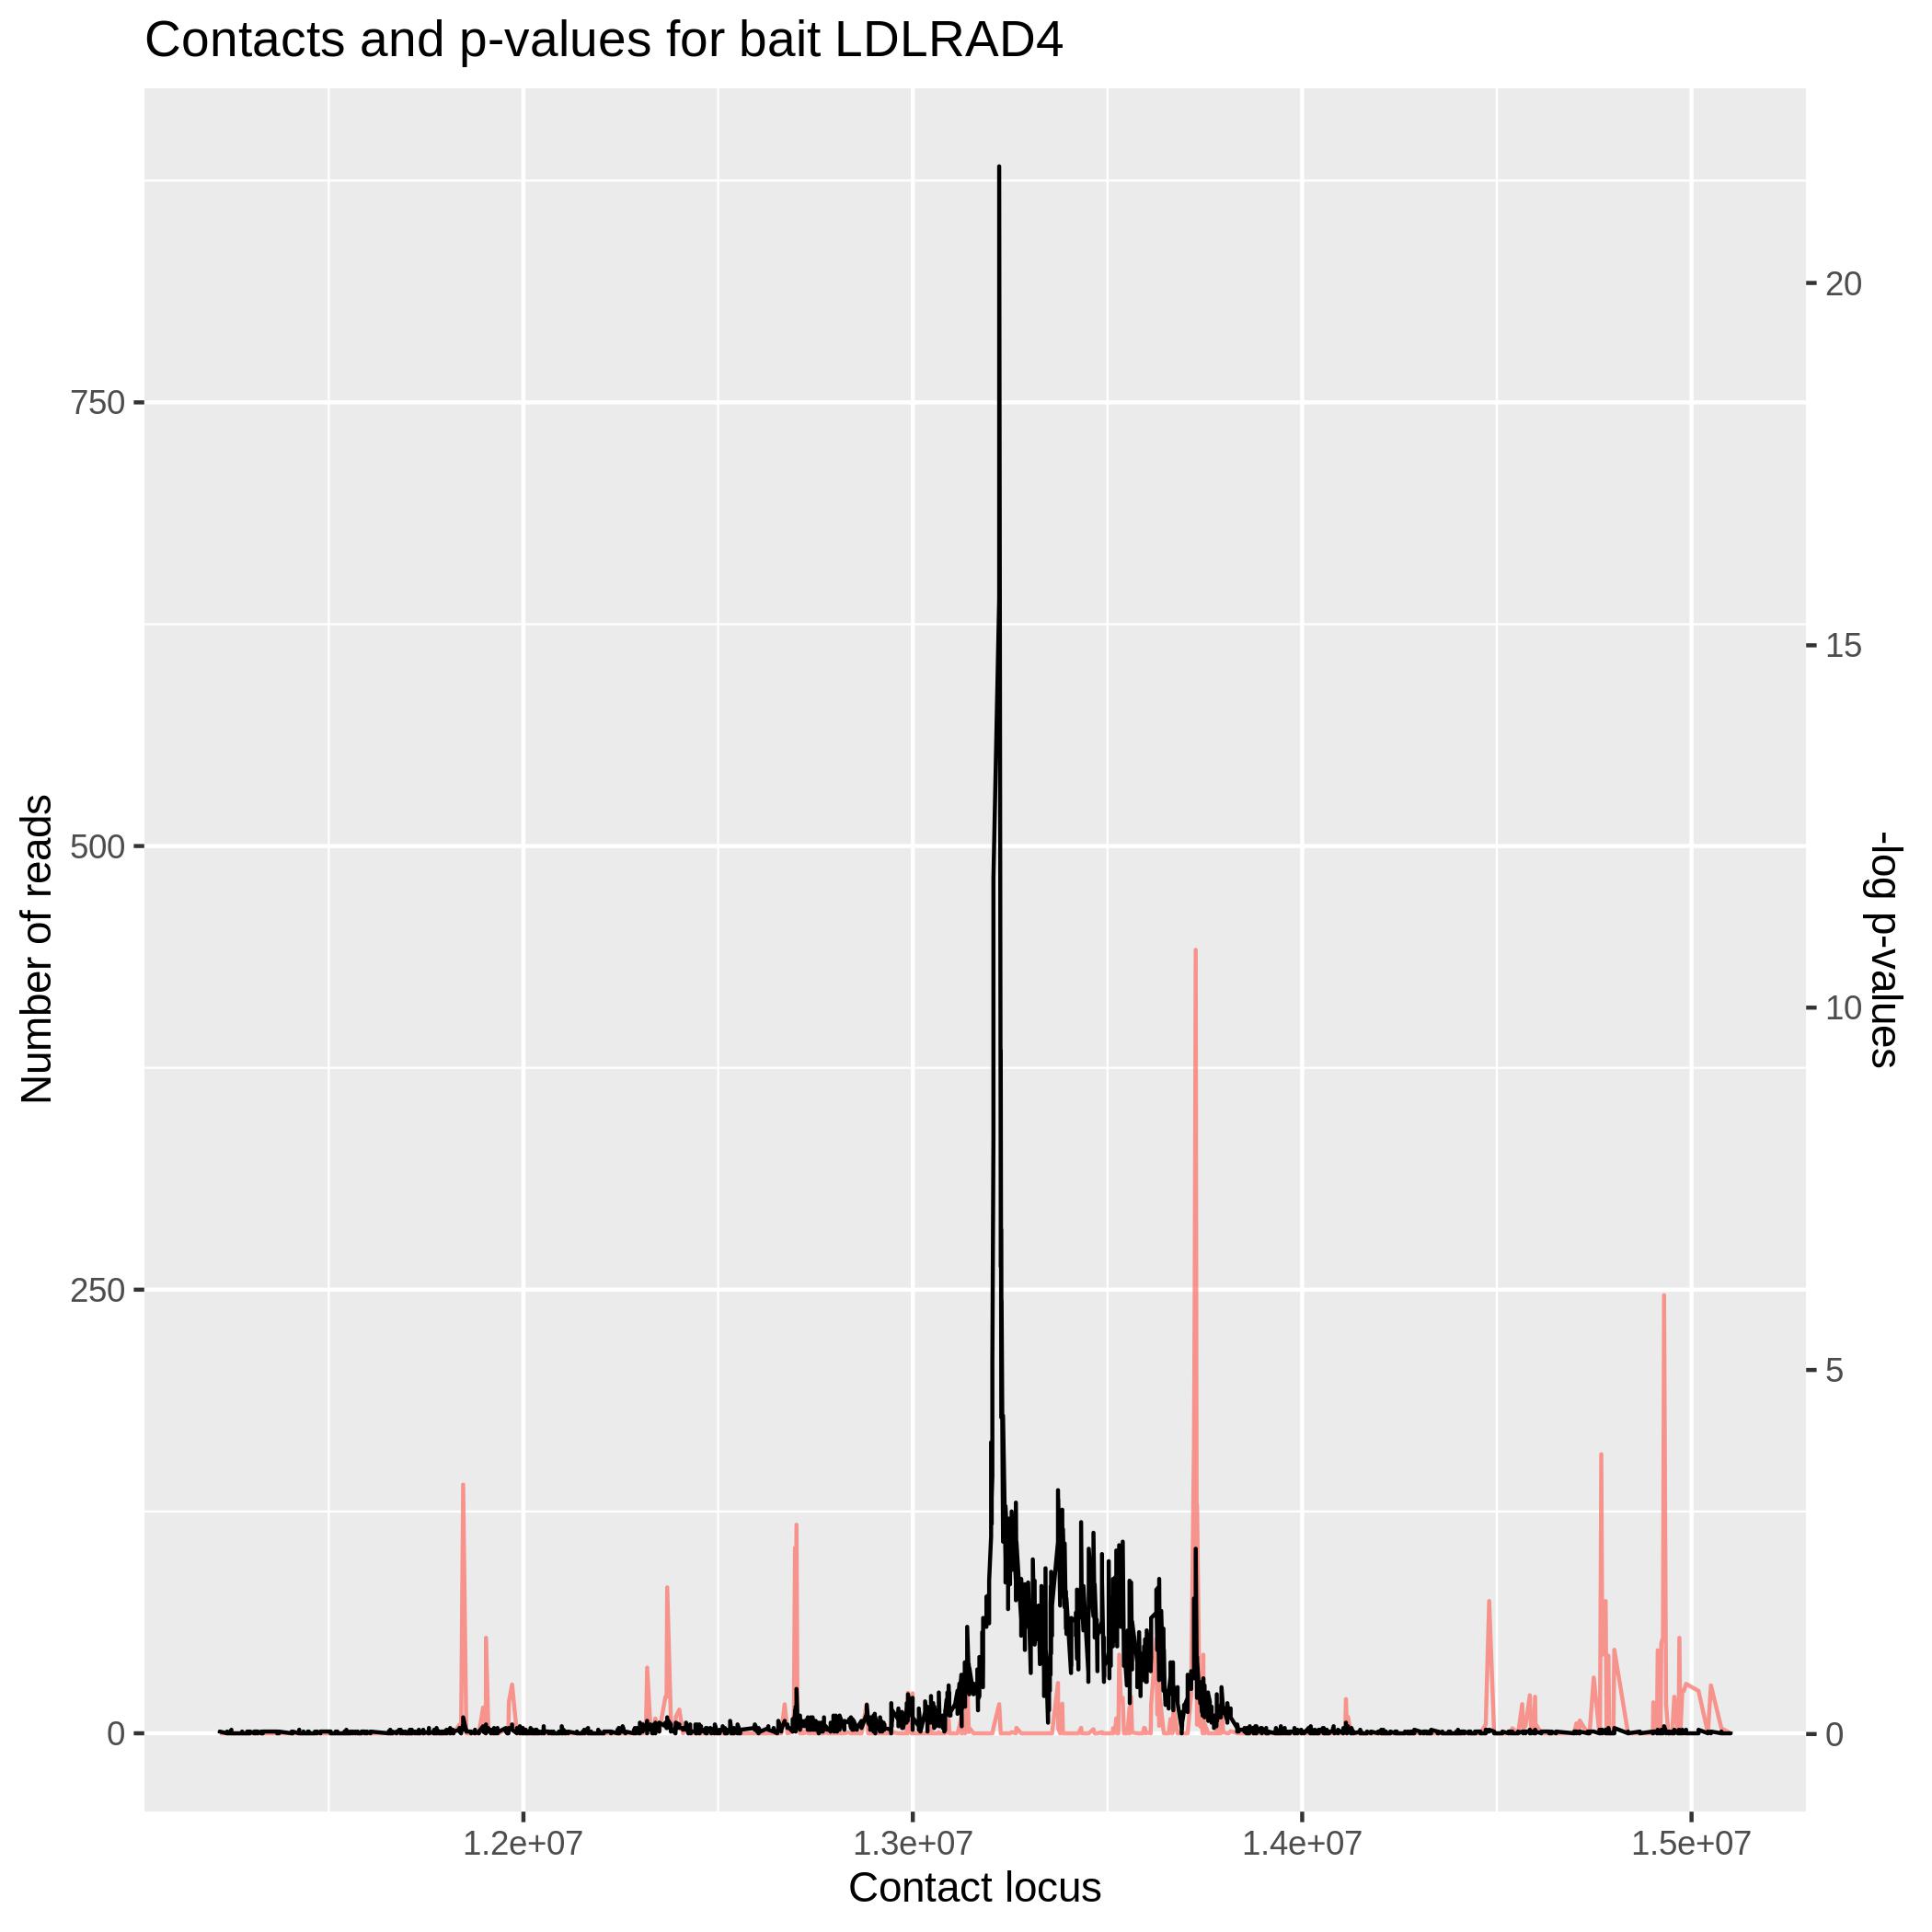 Contacts and p-values for bait LDLRAD4
Number of reads
750
500
250
0
20
15
10
5
0
-log p-values
1.2e+07
1.3e+07
1.4e+07
1.5e+07
Contact locus